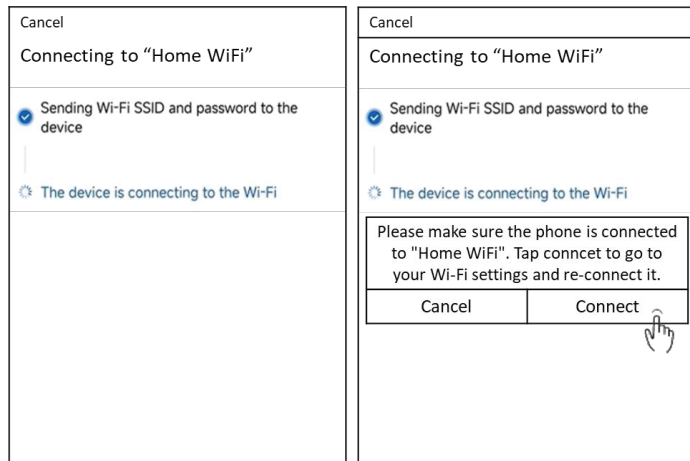 Cancel
Connecting to “Home WiFi”
Sending Wi-Fi SSID and password to the
device
The device is connecting to the Wi-Fi
Cancel
Connecting to “Home WiFi”
Sending Wi-Fi SSID and password to the
device
The device is connecting to the Wi-Fi
Please make sure the phone is connected
to "Home WiFi". Tap conncet to go to
your Wi-Fi settings and re-connect it.
Cancel
Connect